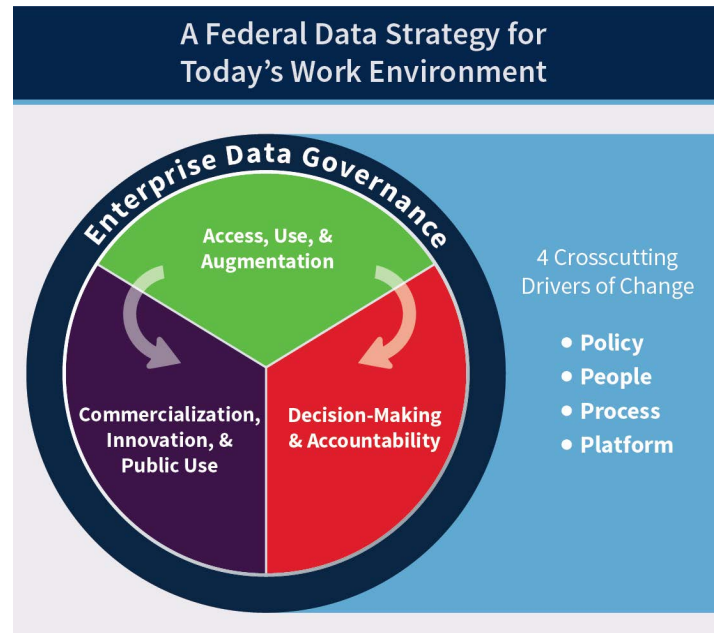 A Federal Data Strategy for
Today's Work Environment
Enterprise Data Governance
Access, Use, &
Augmentation
Commercialization,
Innovation, &
Public Use
Decision-Making
& Accountability
4 Crosscutting
Drivers of Change
• Policy
• People
• Process
• Platform